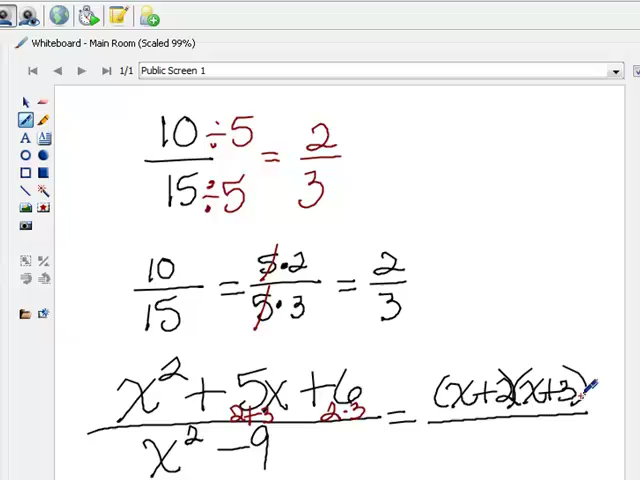 Whiteboard - Main Room (Scaled 99%)
1/1 Public Screen 1
10 ÷5 / 15 ÷5 = 2/3
10/15 = 5·2 / 5·3 = 2/3
x² + 5x + 6 / x² - 9 = (x+2)(x+3)
2+3 2·3